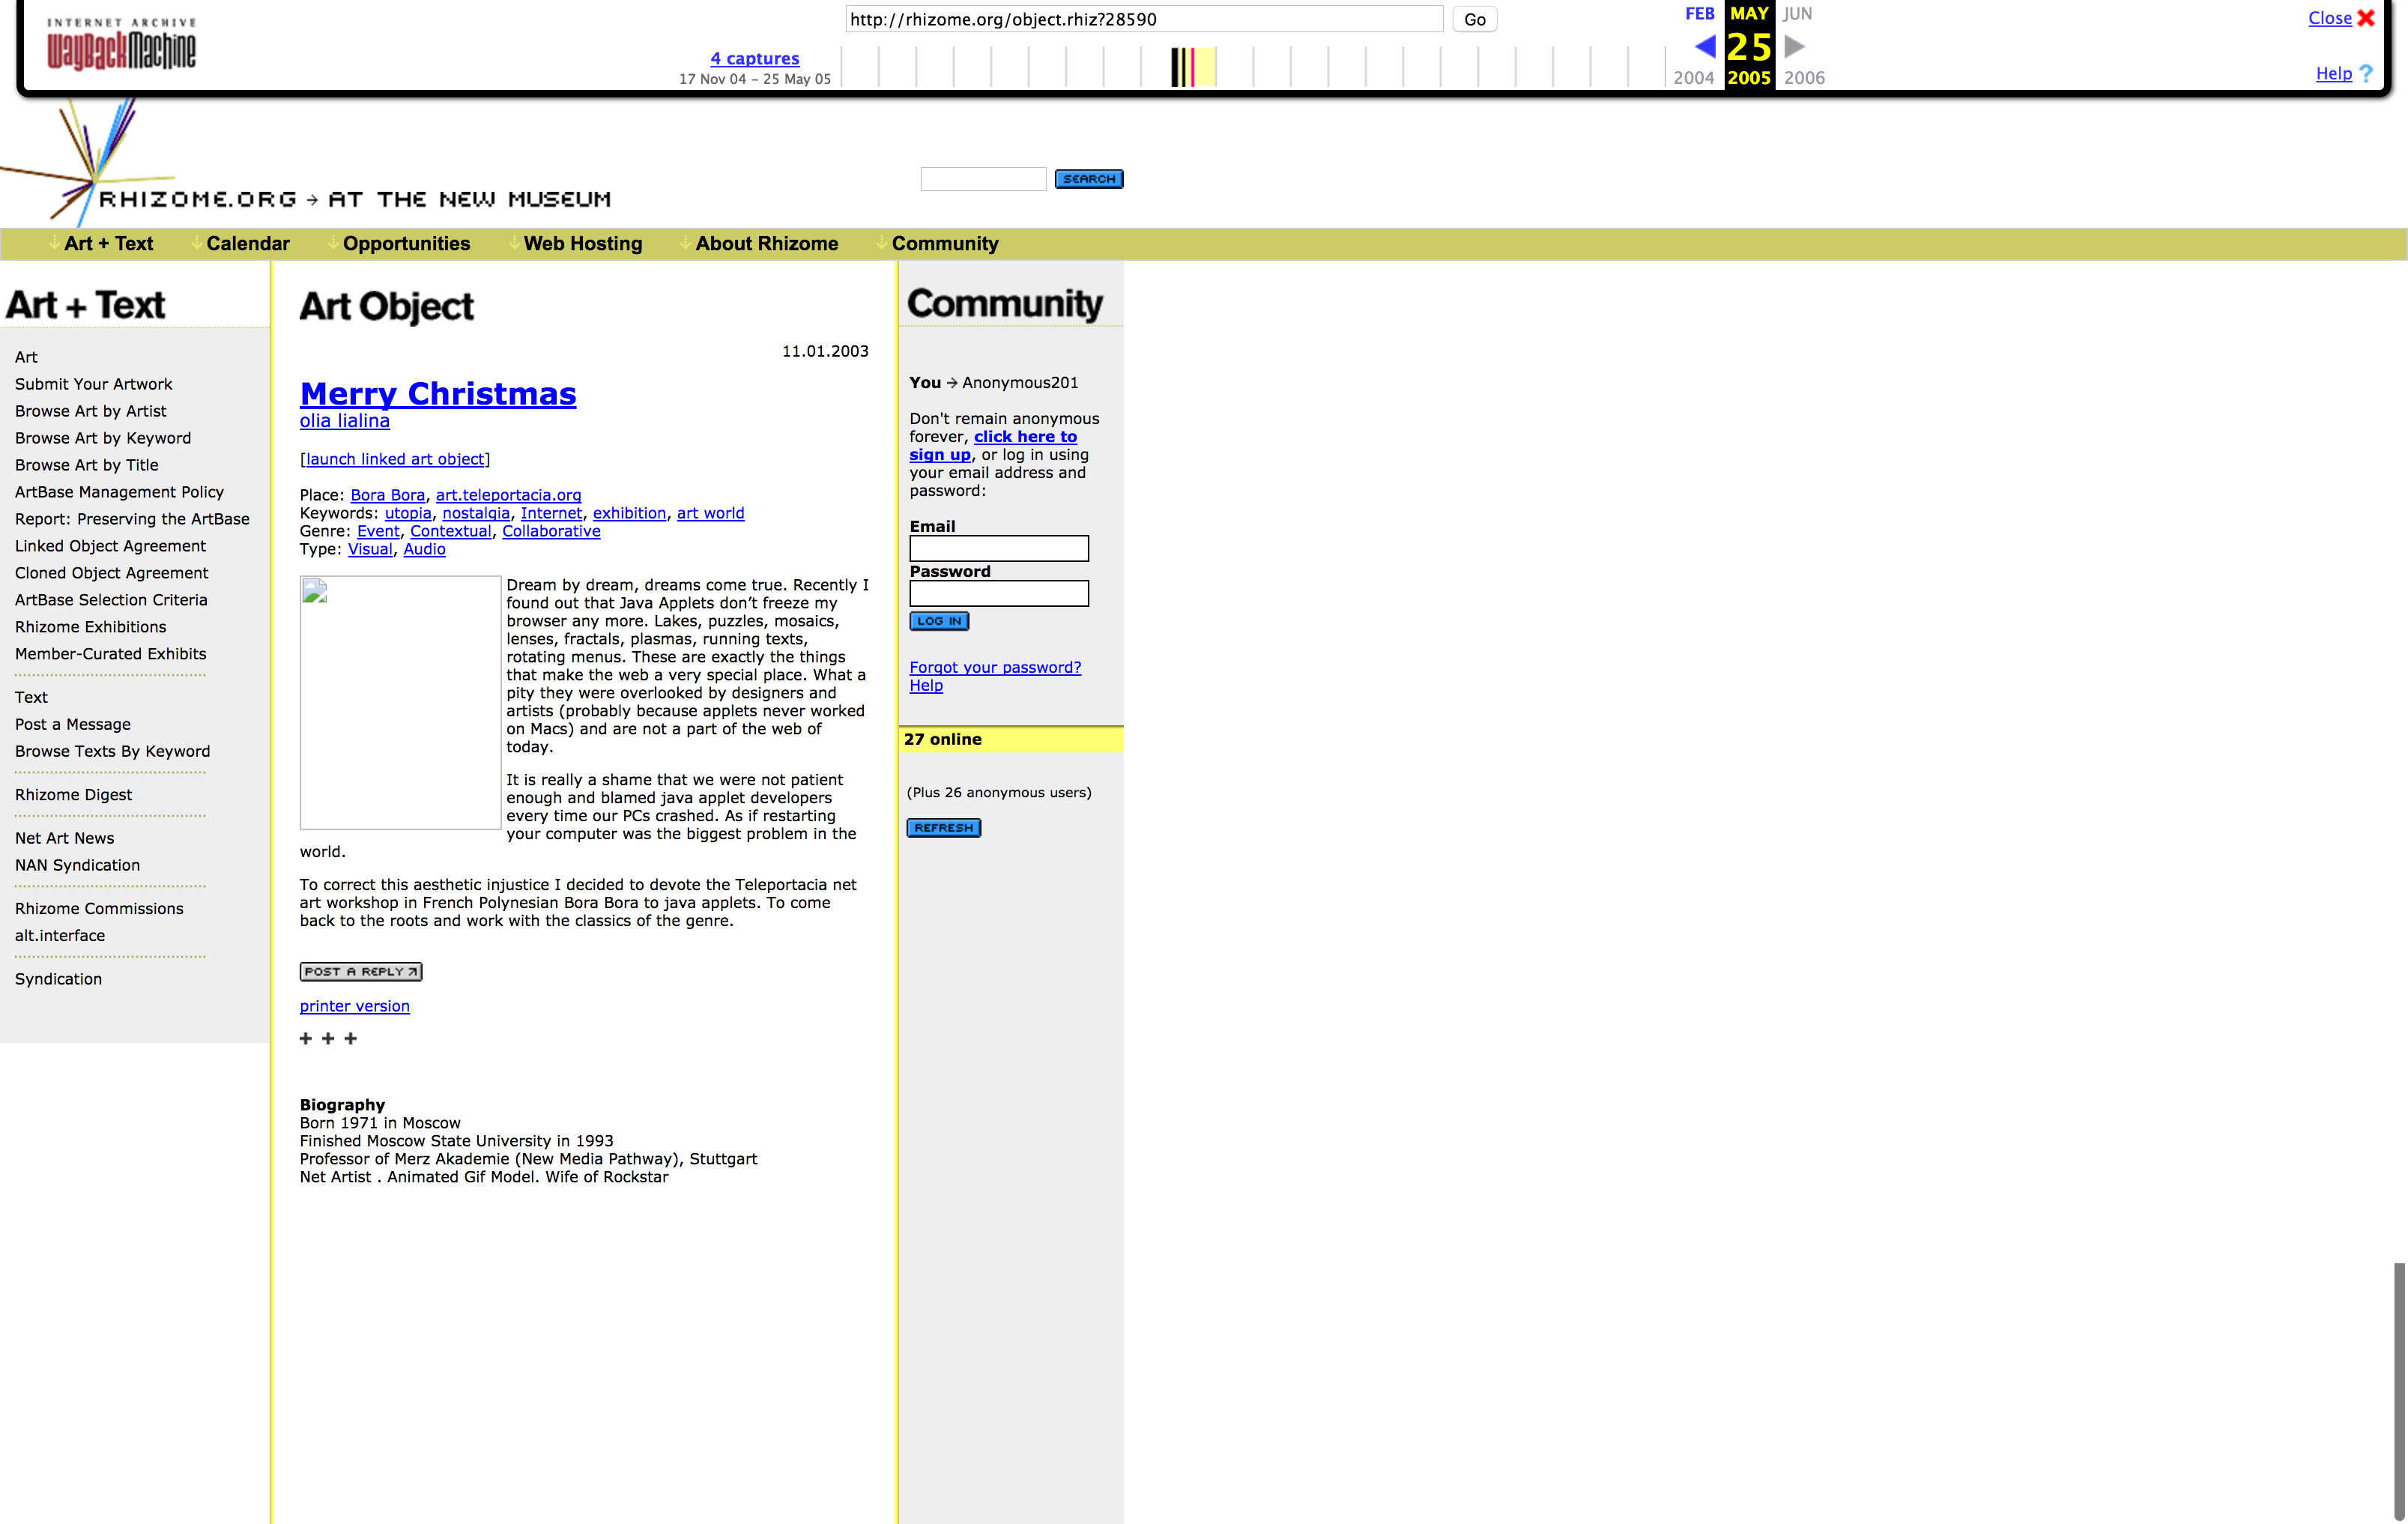 INTERNET ARCHIVE
WayBackMachine
http://rhizome.org/object.rhiz?28590
Go
4 captures
17 Nov 04 – 25 May 05
FEB MAY JUN
25
2004 2005 2006
Close
Help ?
RHIZOME.ORG → AT THE NEW MUSEUM
SEARCH
↓ Art + Text ↓ Calendar ↓ Opportunities ↓ Web Hosting ↓ About Rhizome ↓ Community
Art + Text
Art
Submit Your Artwork
Browse Art by Artist
Browse Art by Keyword
Browse Art by Title
ArtBase Management Policy
Report: Preserving the ArtBase
Linked Object Agreement
Cloned Object Agreement
ArtBase Selection Criteria
Rhizome Exhibitions
Member-Curated Exhibits
Text
Post a Message
Browse Texts By Keyword
Rhizome Digest
Net Art News
NAN Syndication
Rhizome Commissions
alt.interface
Syndication
Art Object
11.01.2003
Merry Christmas
olia lialina
[launch linked art object]
Place: Bora Bora, art.teleportacia.org
Keywords: utopia, nostalgia, Internet, exhibition, art world
Genre: Event, Contextual, Collaborative
Type: Visual, Audio
Dream by dream, dreams come true. Recently I
found out that Java Applets don’t freeze my
browser any more. Lakes, puzzles, mosaics,
lenses, fractals, plasmas, running texts,
rotating menus. These are exactly the things
that make the web a very special place. What a
pity they were overlooked by designers and
artists (probably because applets never worked
on Macs) and are not a part of the web of
today.
It is really a shame that we were not patient
enough and blamed java applet developers
every time our PCs crashed. As if restarting
your computer was the biggest problem in the
world.
To correct this aesthetic injustice I decided to devote the Teleportacia net
art workshop in French Polynesian Bora Bora to java applets. To come
back to the roots and work with the classics of the genre.
POST A REPLY
printer version
+ + +
Biography
Born 1971 in Moscow
Finished Moscow State University in 1993
Professor of Merz Akademie (New Media Pathway), Stuttgart
Net Artist . Animated Gif Model. Wife of Rockstar
Community
You → Anonymous201
Don't remain anonymous
forever, click here to
sign up, or log in using
your email address and
password:
Email
Password
LOG IN
Forgot your password?
Help
27 online
(Plus 26 anonymous users)
REFRESH